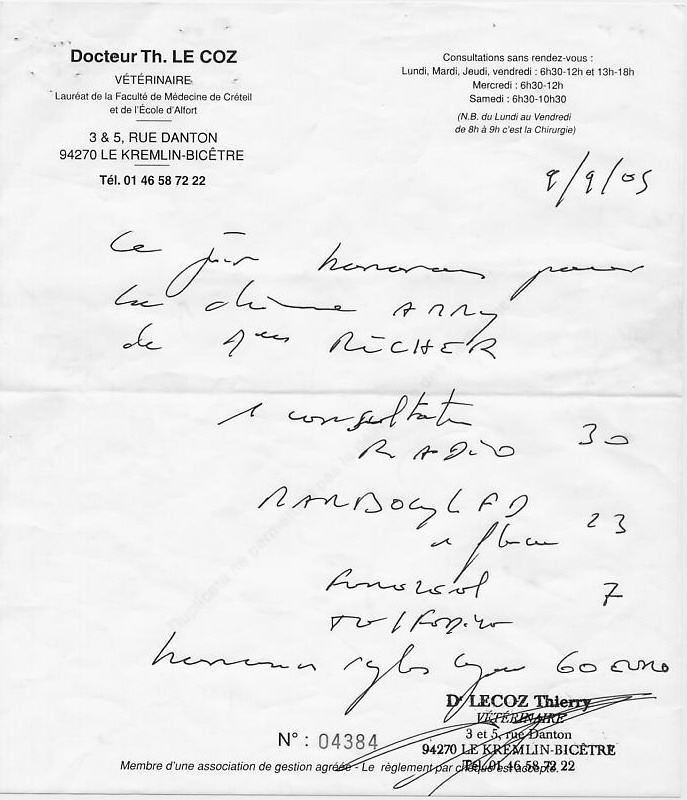 Docteur Th. LE COZ
VÉTÉRINAIRE
Lauréat de la Faculté de Médecine de Créteil
et de l'École d'Alfort
3 & 5, RUE DANTON
94270 LE KREMLIN-BICÊTRE
Tél. 01 46 58 72 22
Consultations sans rendez-vous :
Lundi, Mardi, Jeudi, vendredi : 6h30-12h et 13h-18h
Mercredi : 6h30-12h
Samedi : 6h30-10h30
(N.B. du Lundi au Vendredi
de 8h à 9h c'est la Chirurgie)
9/9/05
Ce jour honoraires pour
la chienne
de RICHER
1 consultation
RADIO 30
23
1 flacon
7
honoraires réglés 60 EURO
Dr LECOZ Thierry
VÉTÉRINAIRE
3 et 5, rue Danton
94270 LE KREMLIN-BICÊTRE
Tél. 01 46 58 72 22
N° : 04384
Membre d'une association de gestion agréée - Le règlement par chèque est accepté.